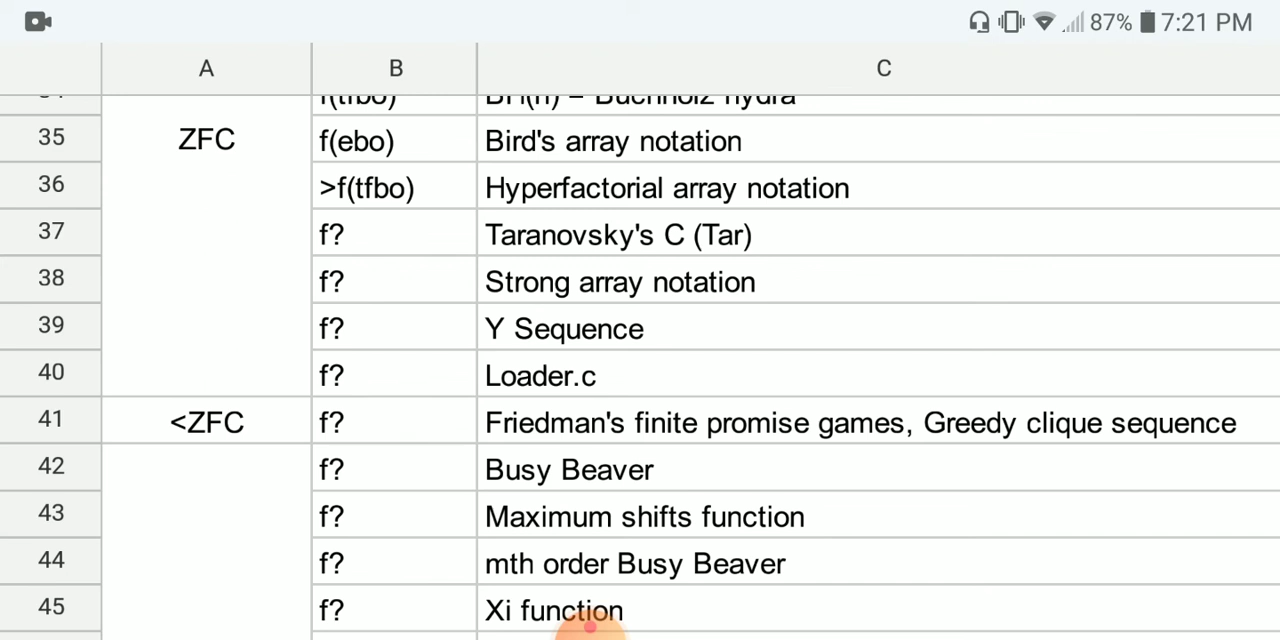 87% 7:21 PM
A B C
35 ZFC f(ebo) Bird's array notation
36 >f(tfbo) Hyperfactorial array notation
37 f? Taranovsky's C (Tar)
38 f? Strong array notation
39 f? Y Sequence
40 f? Loader.c
41 <ZFC f? Friedman's finite promise games, Greedy clique sequence
42 f? Busy Beaver
43 f? Maximum shifts function
44 f? mth order Busy Beaver
45 f? Xi function